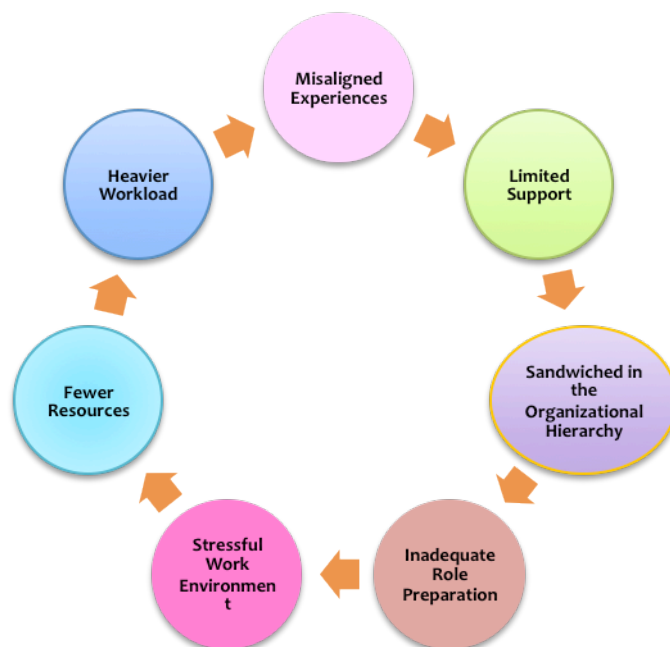 Misaligned
Experiences
Limited
Support
Sandwiched in
the
Organizational
Hierarchy
Inadequate
Role
Preparation
Stressful
Work
Environmen
t
Fewer
Resources
Heavier
Workload